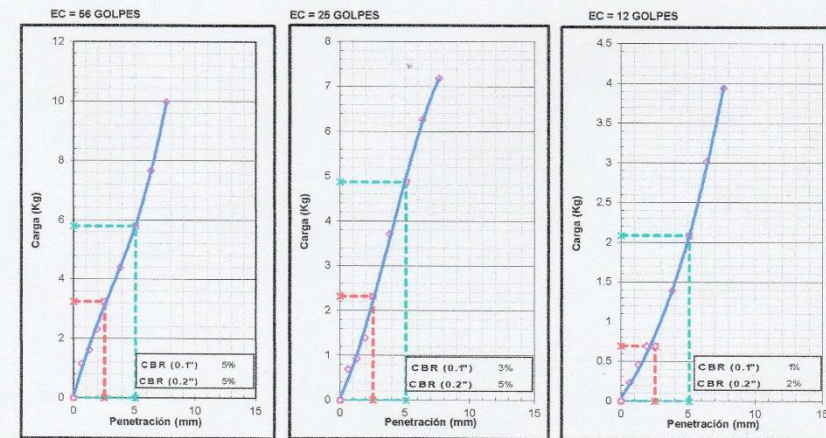 EC = 56 GOLPES
12
10
8
6
4
2
0
0
5
10
15
Carga (Kg)
Penetración (mm)
CBR (0.1") 5%
CBR (0.2") 5%
EC = 25 GOLPES
8
7
6
5
4
3
2
1
0
0
5
10
15
Carga (Kg)
Penetración (mm)
CBR (0.1") 3%
CBR (0.2") 5%
EC = 12 GOLPES
4.5
4
3.5
3
2.5
2
1.5
1
0.5
0
0
5
10
15
Carga (Kg)
Penetración (mm)
CBR (0.1") 1%
CBR (0.2") 2%